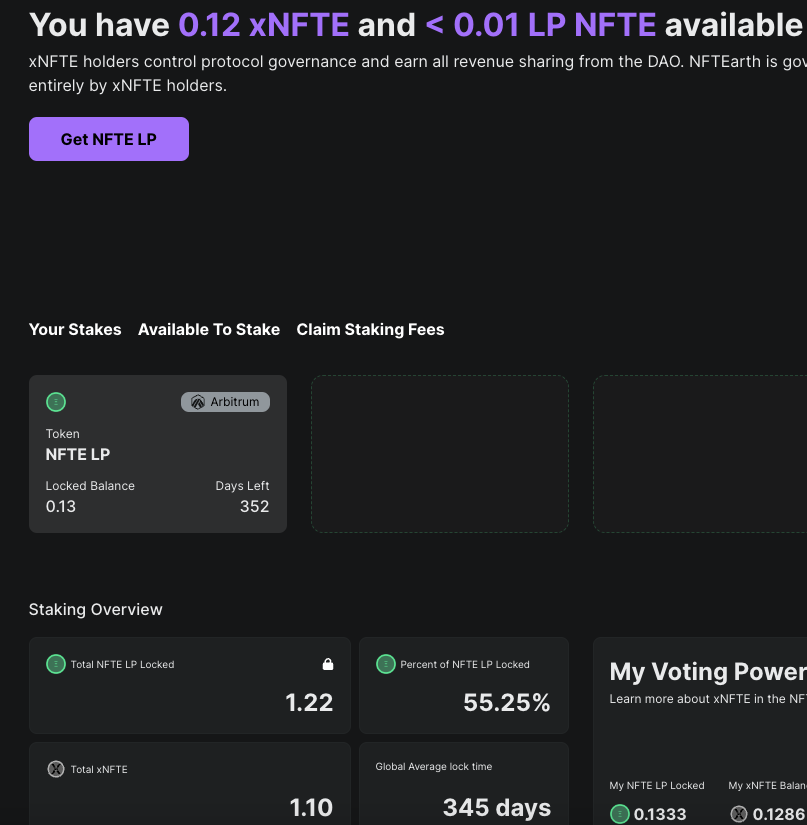 You have 0.12 xNFTE and < 0.01 LP NFTE available
xNFTE holders control protocol governance and earn all revenue sharing from the DAO. NFTEarth is gov
entirely by xNFTE holders.
Get NFTE LP
Your Stakes Available To Stake Claim Staking Fees
Arbitrum
Token
NFTE LP
Locked Balance Days Left
0.13 352
Staking Overview
Total NFTE LP Locked
1.22
Percent of NFTE LP Locked
55.25%
My Voting Power
Learn more about xNFTE in the NF
Total xNFTE
1.10
Global Average lock time
345 days
My NFTE LP Locked My xNFTE Balan
0.1333 0.1286